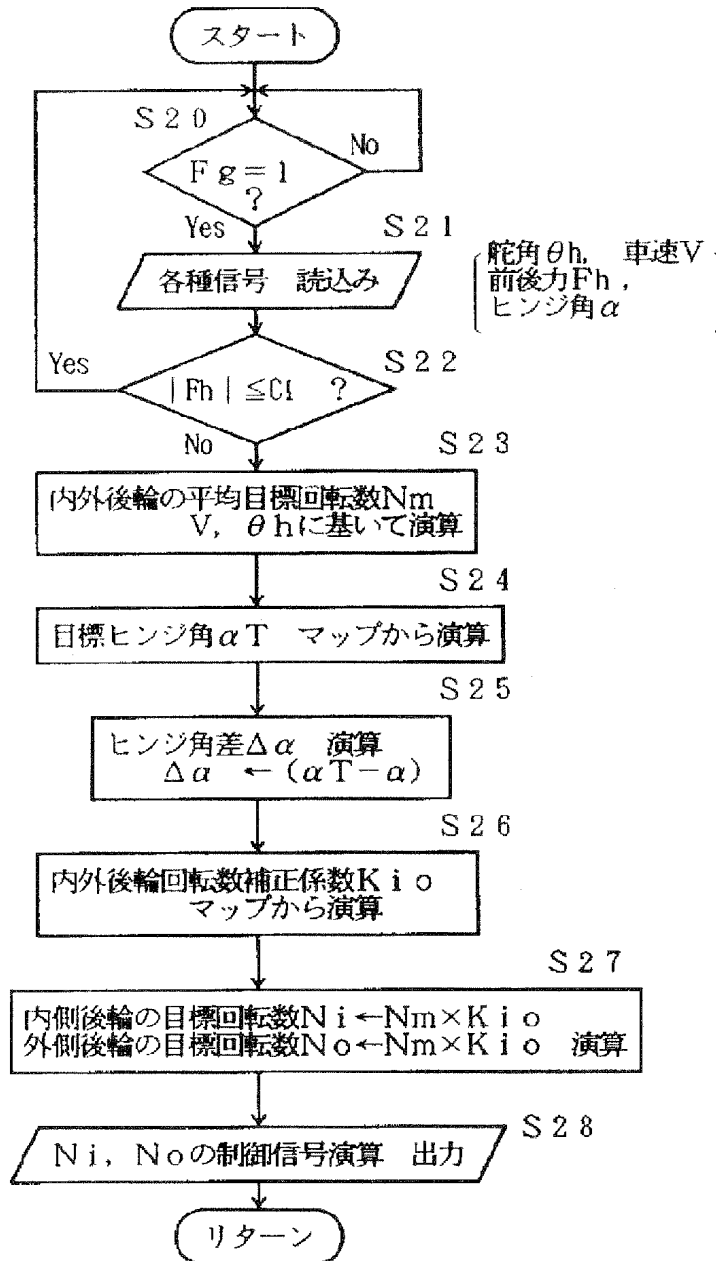 スタート
S20
No
Fg=1
?
Yes
S21
各種信号 読込み
舵角θh, 車速V
前後力Fh,
ヒンジ角α
Yes
S22
|Fh|≦C1 ?
No
S23
内外後輪の平均目標回転数Nm
V, θhに基いて演算
S24
目標ヒンジ角αT マップから演算
S25
ヒンジ角差Δα 演算
Δα ←(αT-α)
S26
内外後輪回転数補正係数Kio
マップから演算
S27
内側後輪の目標回転数Ni←Nm×Kio
外側後輪の目標回転数No←Nm×Kio 演算
S28
Ni, Noの制御信号演算 出力
リターン